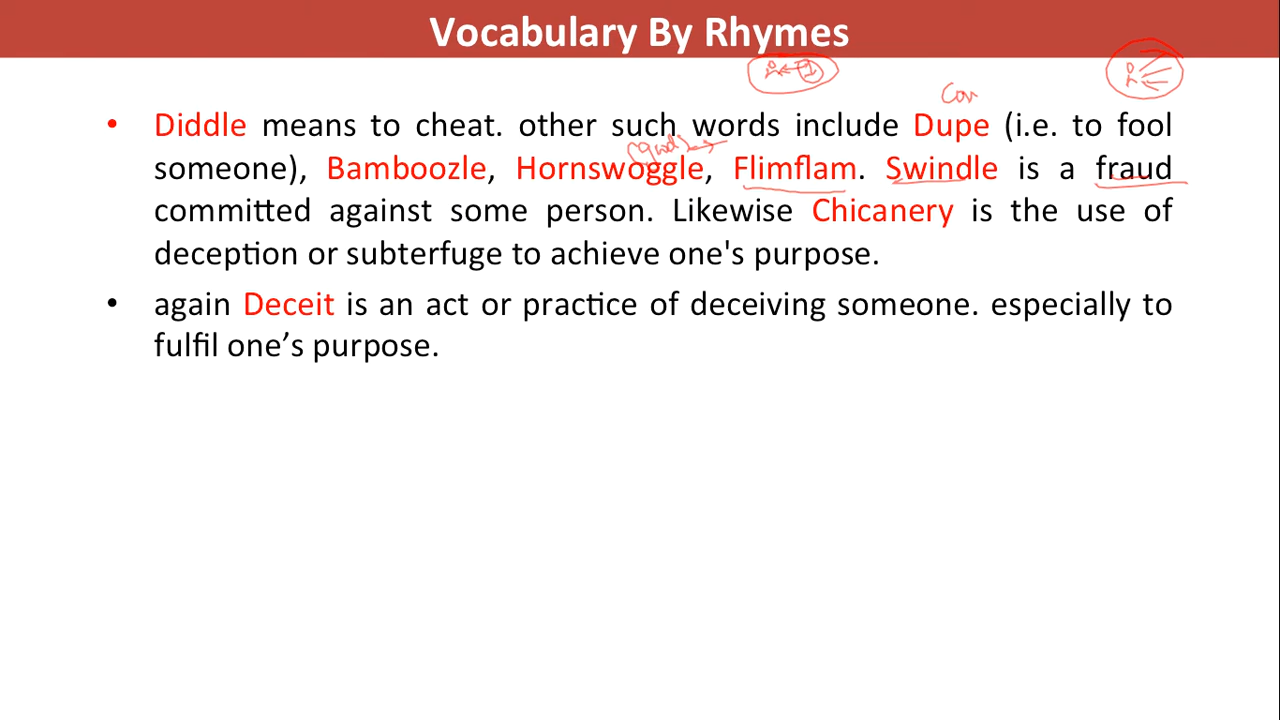 Vocabulary By Rhymes
Con
• Diddle means to cheat. other such words include Dupe (i.e. to fool
someone), Bamboozle, Hornswoggle, Flimflam. Swindle is a fraud
committed against some person. Likewise Chicanery is the use of
deception or subterfuge to achieve one's purpose.
• again Deceit is an act or practice of deceiving someone. especially to
fulfil one’s purpose.